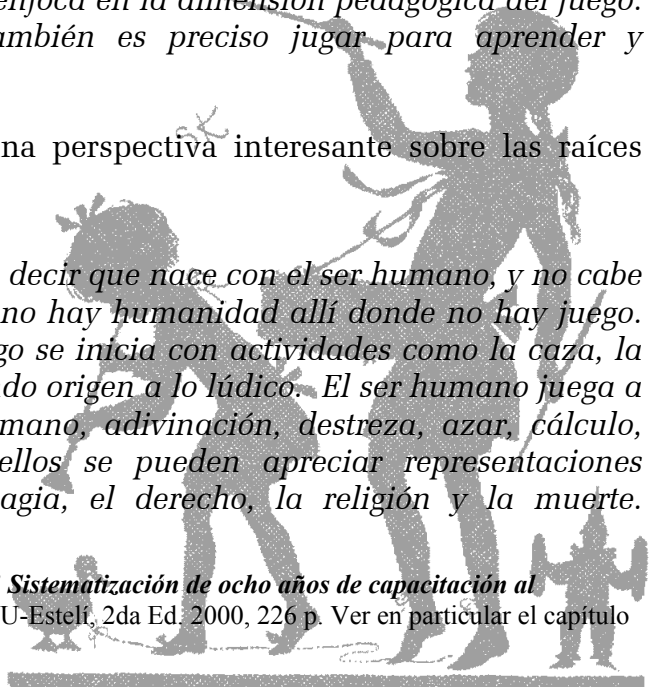 enfoca en la dimensión pedagógica del juego.
ambién es preciso jugar para aprender y
na perspectiva interesante sobre las raíces
decir que nace con el ser humano, y no cabe
no hay humanidad allí donde no hay juego.
go se inicia con actividades como la caza, la
ndo origen a lo lúdico. El ser humano juega a
mano, adivinación, destreza, azar, cálculo,
ellos se pueden apreciar representaciones
agia, el derecho, la religión y la muerte.
Sistematización de ocho años de capacitación al
U-Estelí, 2da Ed. 2000, 226 p. Ver en particular el capítulo